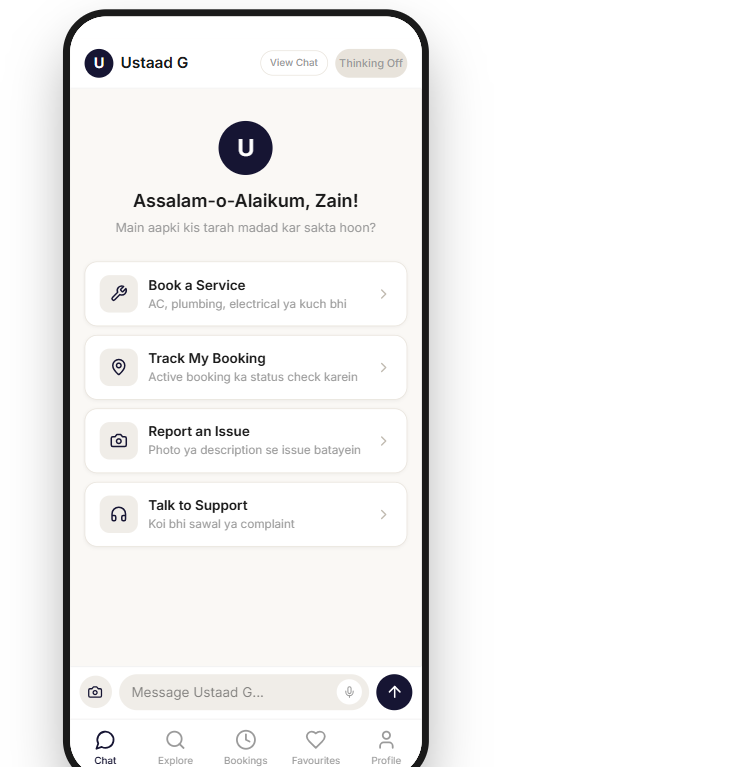 U Ustaad G View Chat Thinking Off
U
Assalam-o-Alaikum, Zain!
Main aapki kis tarah madad kar sakta hoon?
Book a Service
AC, plumbing, electrical ya kuch bhi
Track My Booking
Active booking ka status check karein
Report an Issue
Photo ya description se issue batayein
Talk to Support
Koi bhi sawal ya complaint
Message Ustaad G...
Chat Explore Bookings Favourites Profile